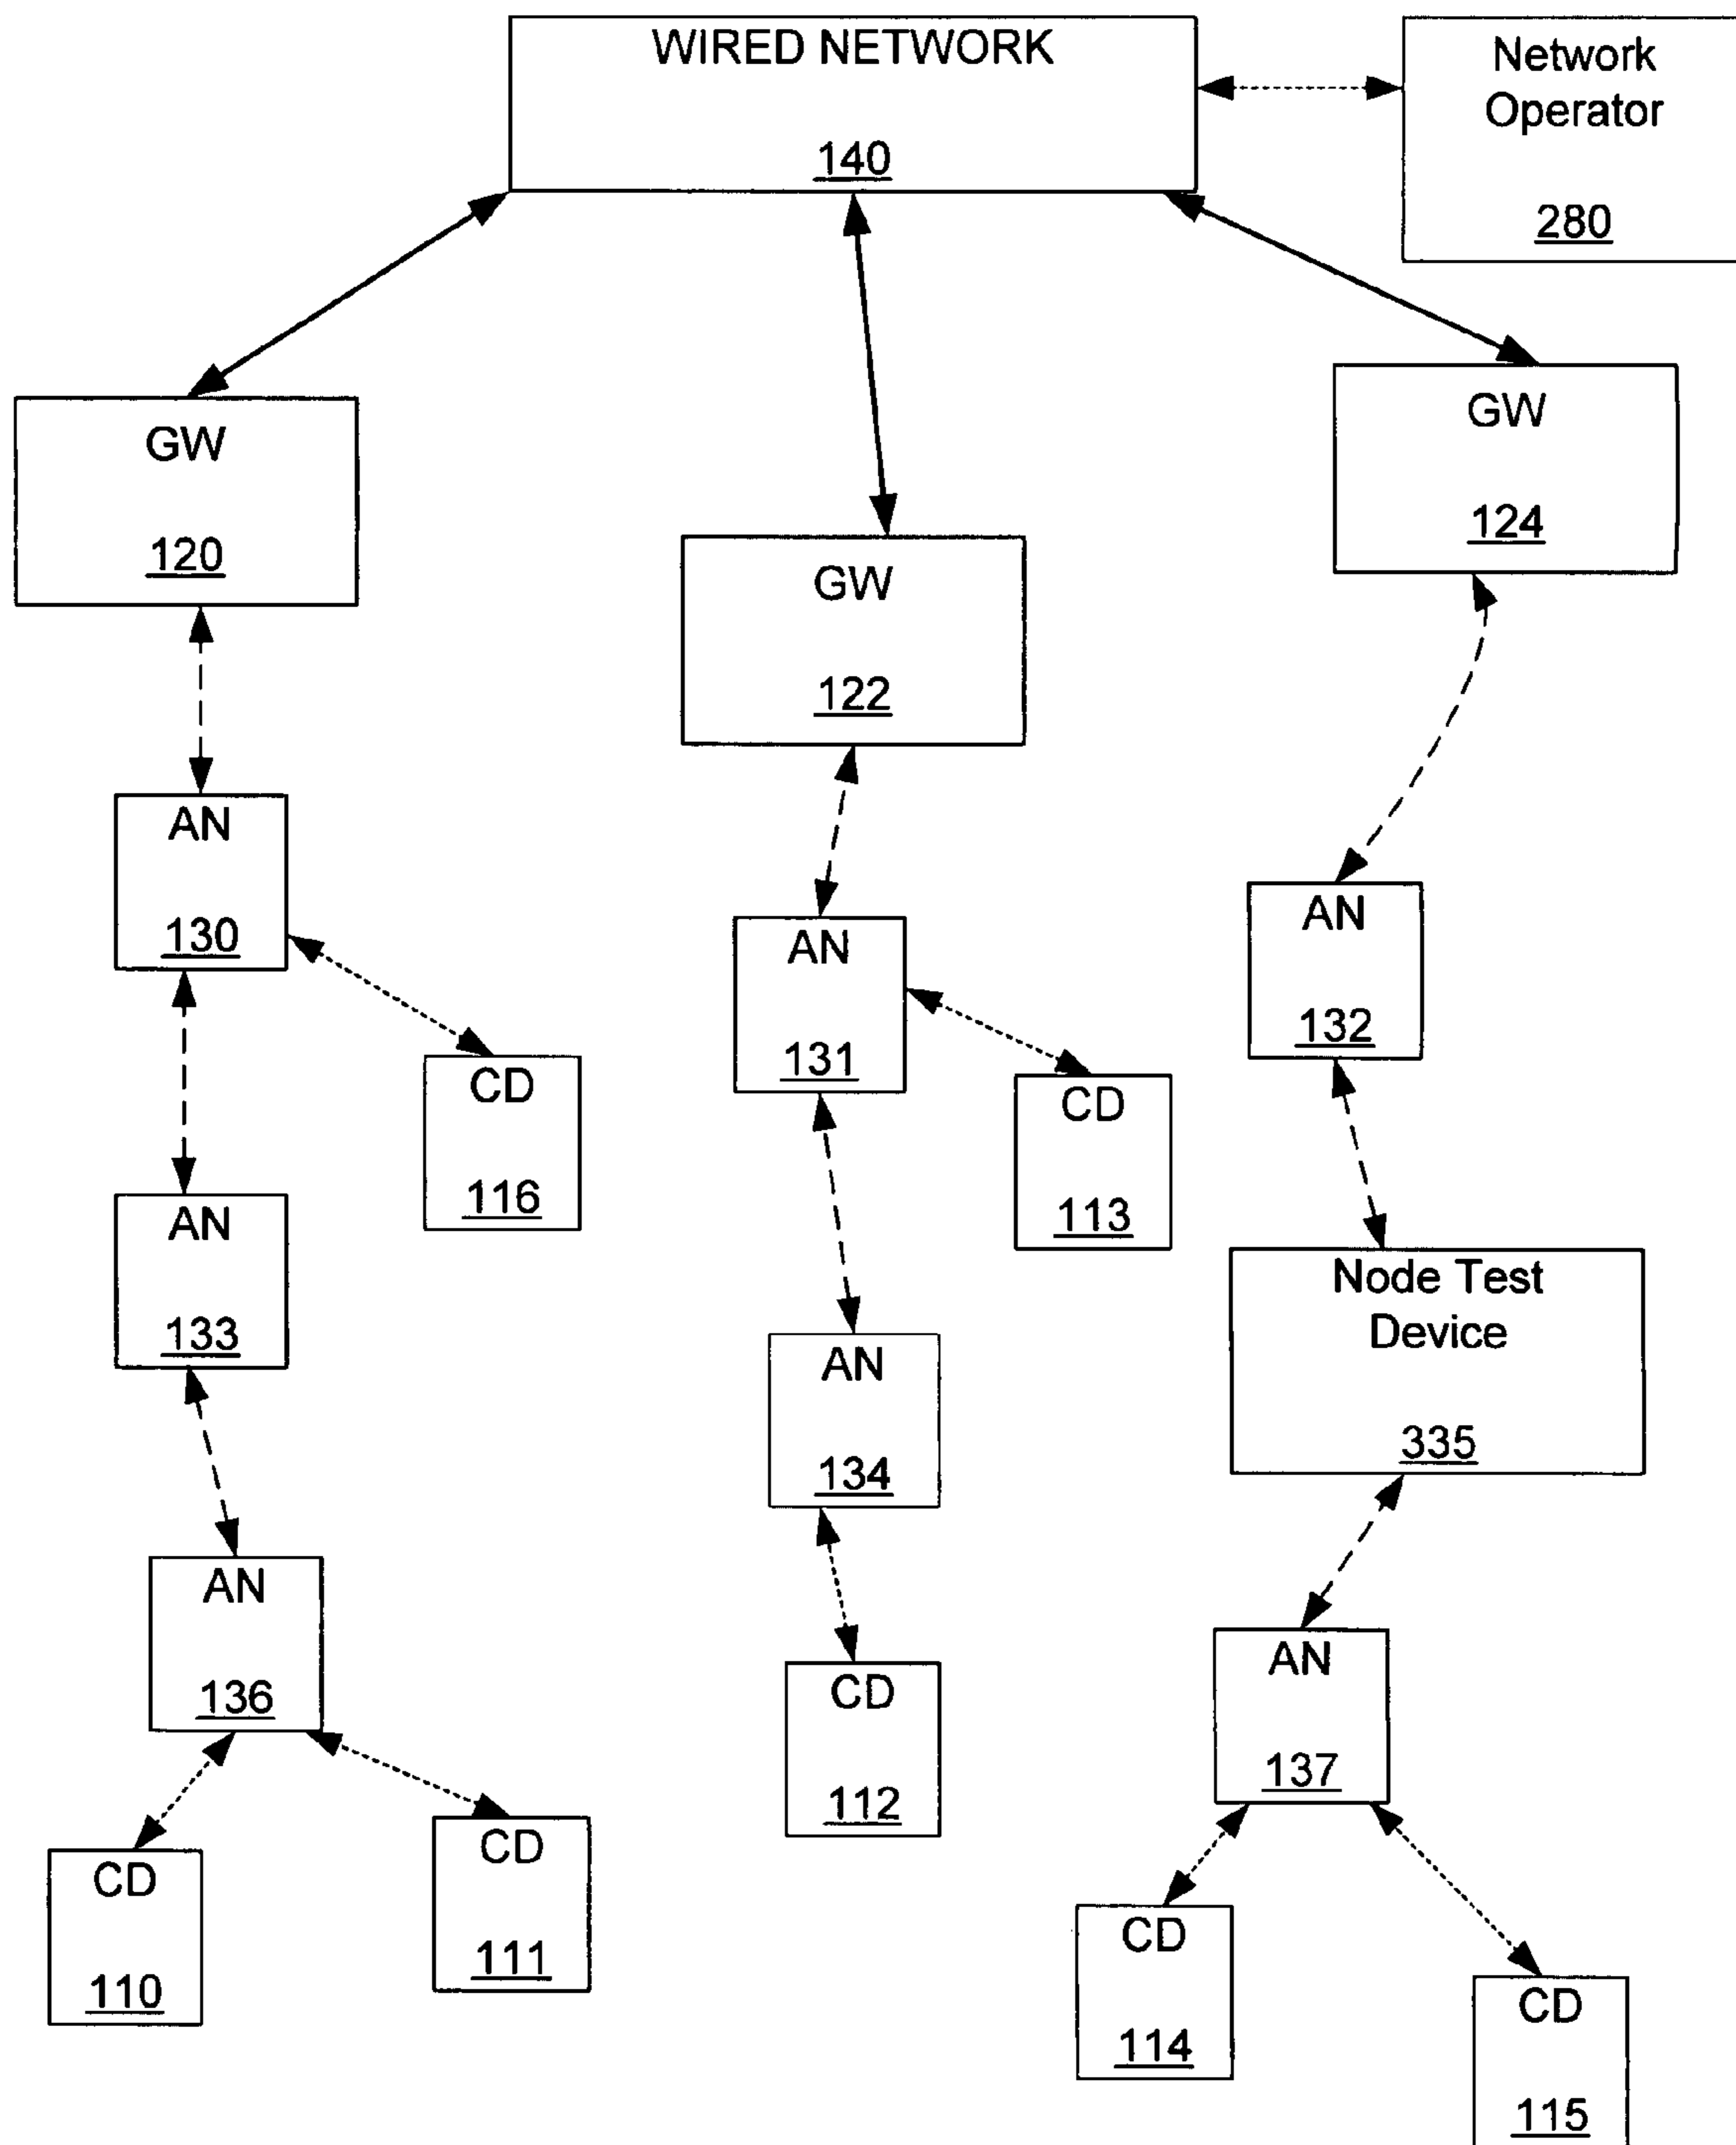 WIRED NETWORK
140
Network
Operator
280
GW
120
GW
122
GW
124
AN
130
AN
131
AN
132
CD
116
CD
113
AN
133
AN
134
Node Test
Device
335
AN
136
CD
112
AN
137
CD
110
CD
111
CD
114
CD
115